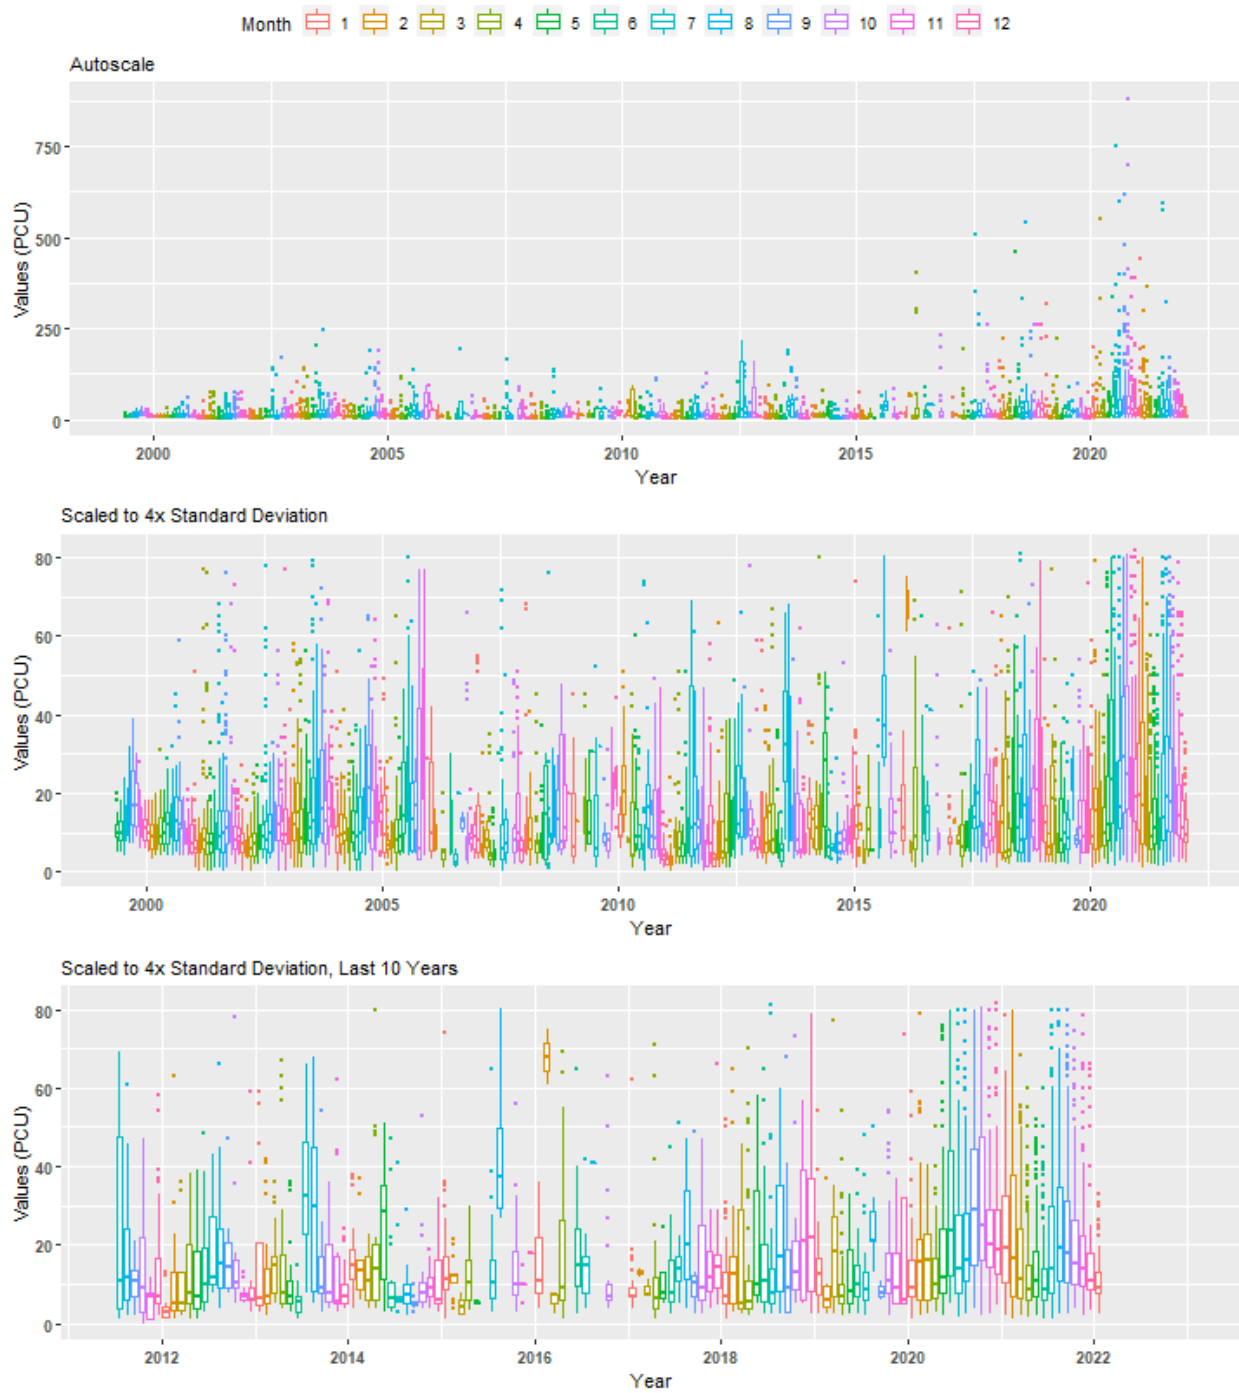 Month 1 2 3 4 5 6 7 8 9 10 11 12
Autoscale
Values (PCU)
750
500
250
0
2000 2005 2010 2015 2020
Year
Scaled to 4x Standard Deviation
Values (PCU)
80
60
40
20
0
2000 2005 2010 2015 2020
Year
Scaled to 4x Standard Deviation, Last 10 Years
Values (PCU)
80
60
40
20
0
2012 2014 2016 2018 2020 2022
Year